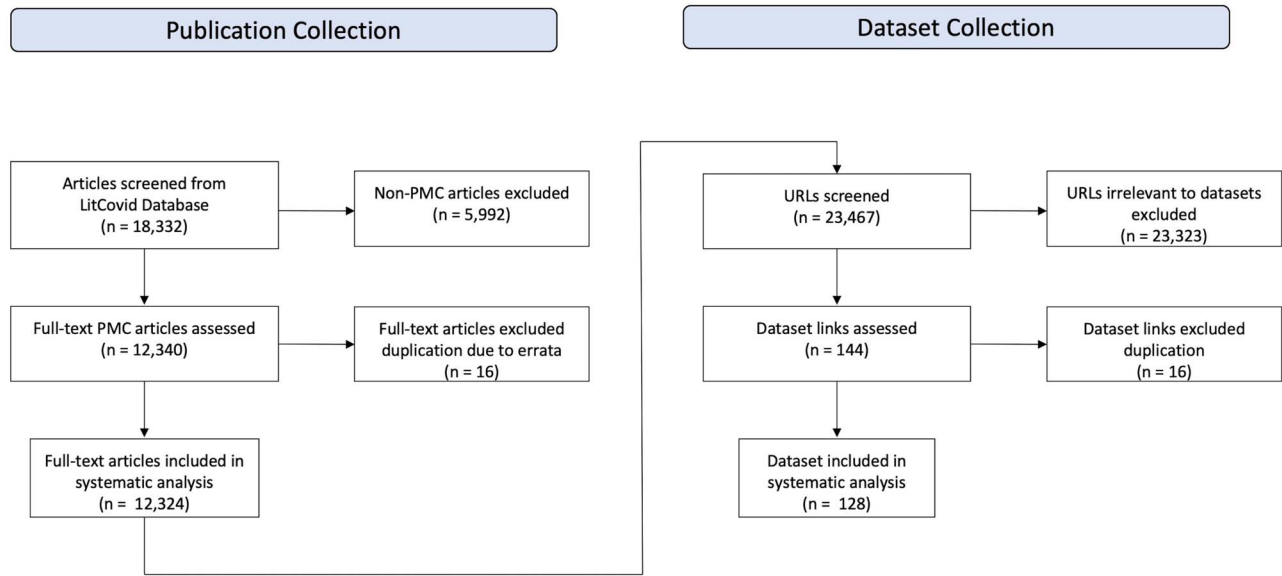 Publication Collection
Articles screened from
LitCovid Database
(n = 18,332)
Non-PMC articles excluded
(n = 5,992)
Full-text PMC articles assessed
(n = 12,340)
Full-text articles excluded
duplication due to errata
(n = 16)
Full-text articles included in
systematic analysis
(n =  12,324)
Dataset Collection
URLs screened
(n = 23,467)
URLs irrelevant to datasets
excluded
(n = 23,323)
Dataset links assessed
(n = 144)
Dataset links excluded
duplication
(n = 16)
Dataset included in
systematic analysis
(n =  128)